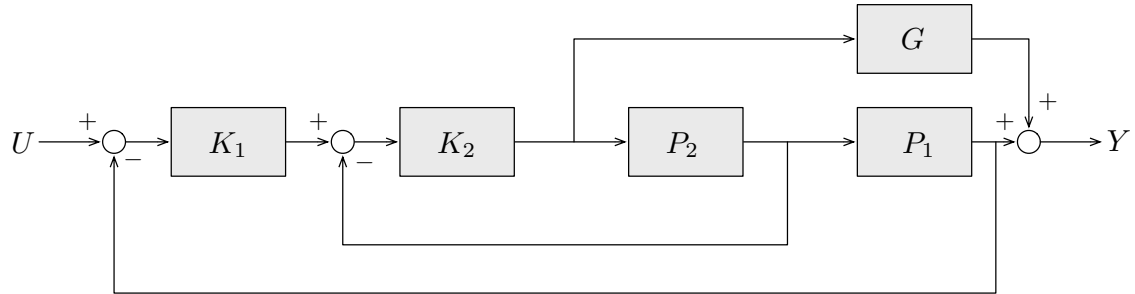 G
+
U + − K₁ + − K₂ P₂ P₁ + Y